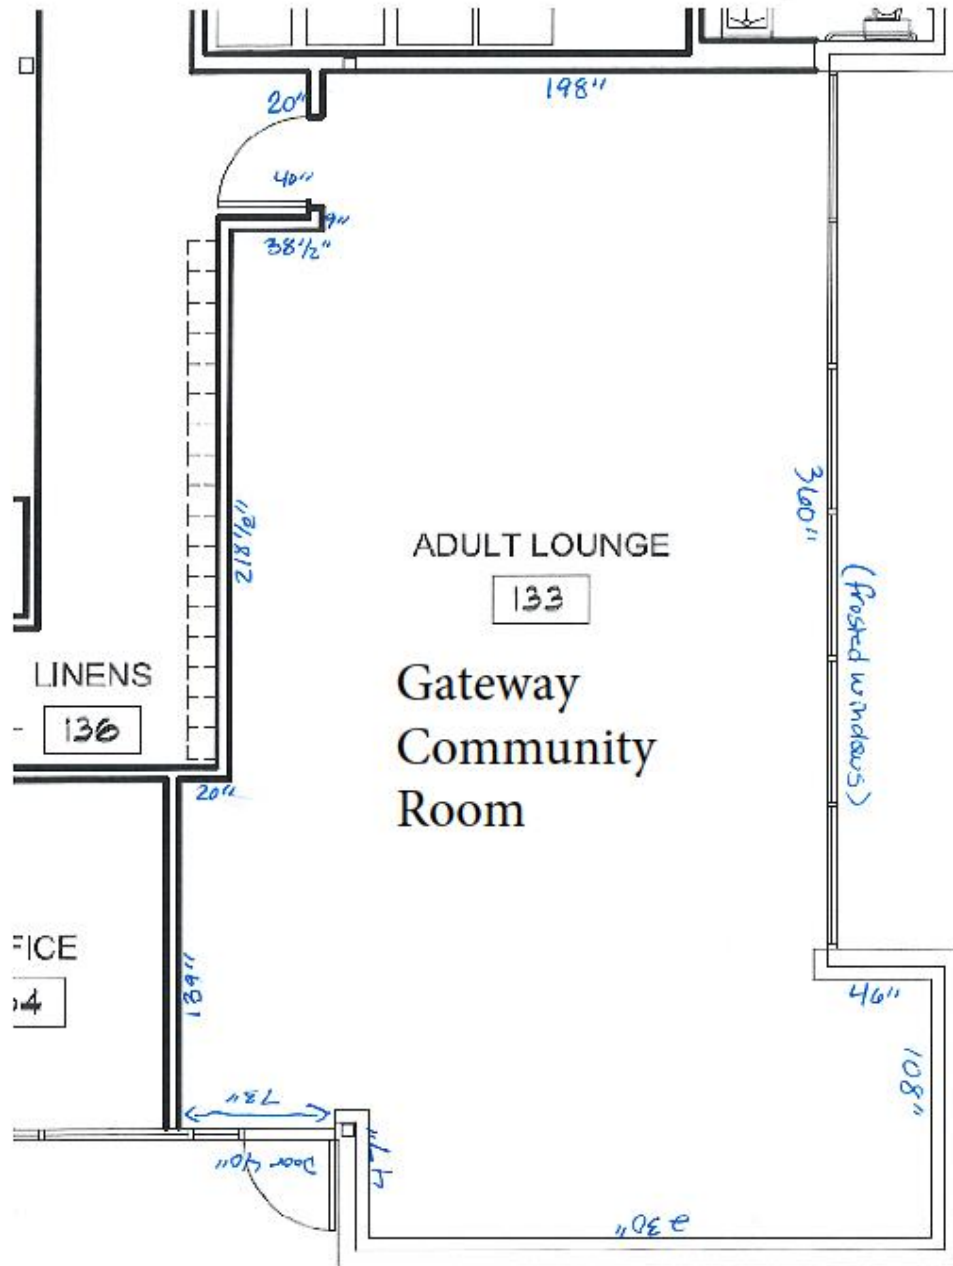 198"
20"
40"
9"
38 1/2"
218 1/2"
360"
ADULT LOUNGE
133
(frosted windows)
LINENS
136
Gateway
Community
Room
20"
FICE
139"
46"
108"
73"
Door 40"
47"
230"